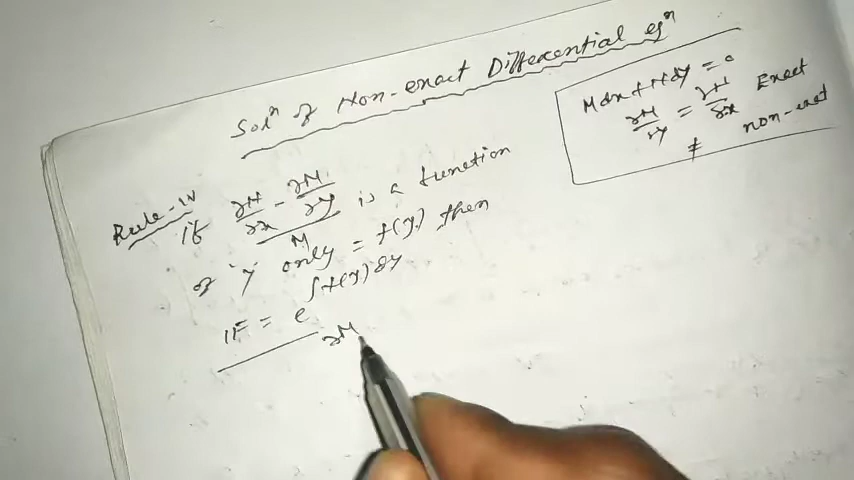 Solⁿ of Non-exact Differential eqⁿ
Mdx + Ndy = 0
∂M/∂y = ∂N/∂x Exact
≠ non-exat
Rule-IV
If (∂N/∂x - ∂M/∂y)/M is a function
of 'y' only = f(y) then
IF = e^∫f(y)dy
∂M